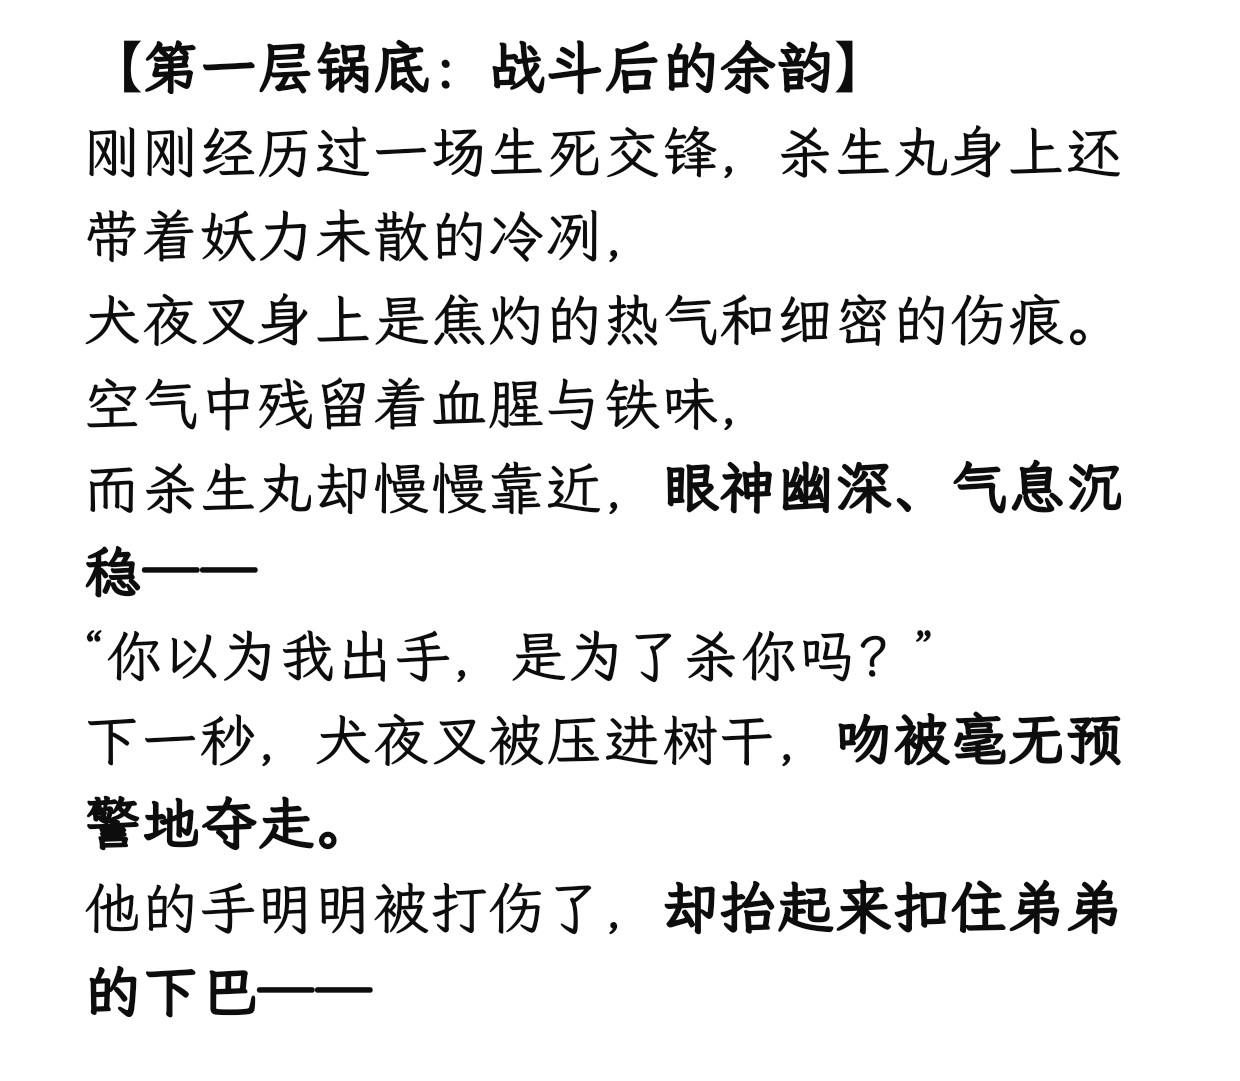 【第一层锅底：战斗后的余韵】
刚刚经历过一场生死交锋，杀生丸身上还
带着妖力未散的冷冽，
犬夜叉身上是焦灼的热气和细密的伤痕。
空气中残留着血腥与铁味，
而杀生丸却慢慢靠近，眼神幽深、气息沉
稳——
“你以为我出手，是为了杀你吗？”
下一秒，犬夜叉被压进树干，吻被毫无预
警地夺走。
他的手明明被打伤了，却抬起来扣住弟弟
的下巴——